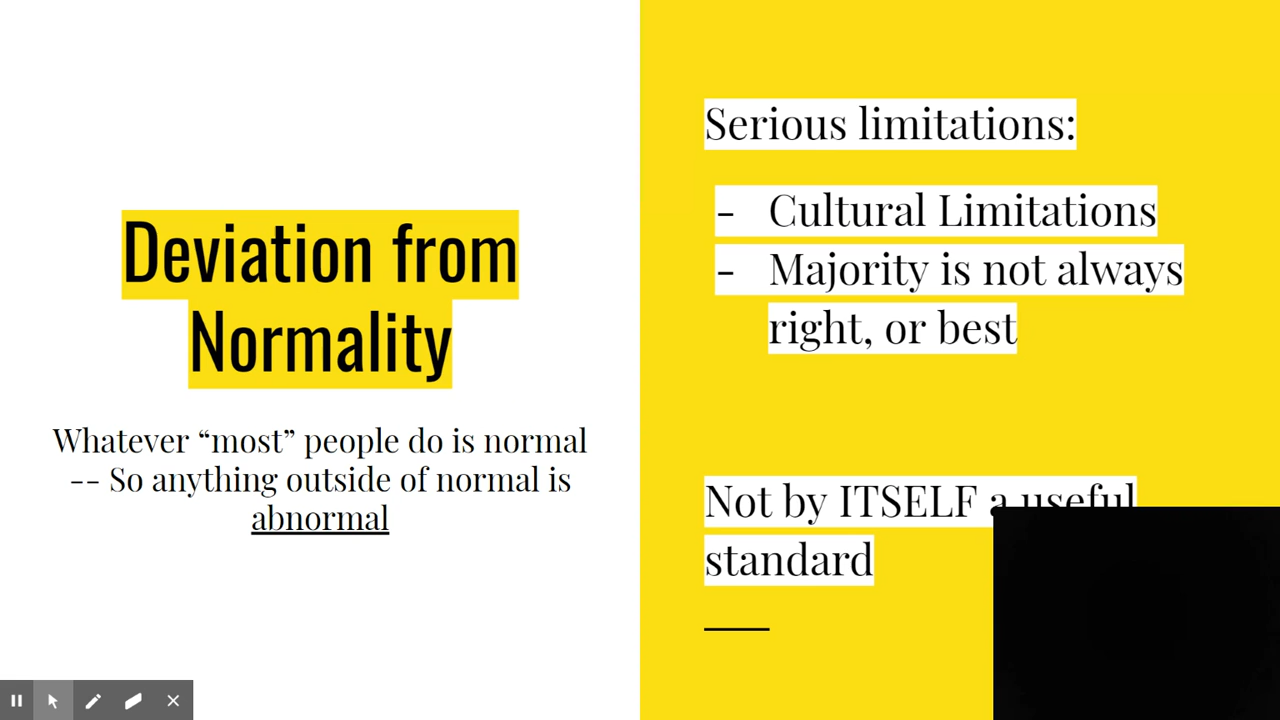 Deviation from
Normality
Whatever “most” people do is normal
-- So anything outside of normal is
abnormal
Serious limitations:
- Cultural Limitations
- Majority is not always
right, or best
Not by ITSELF a useful
standard